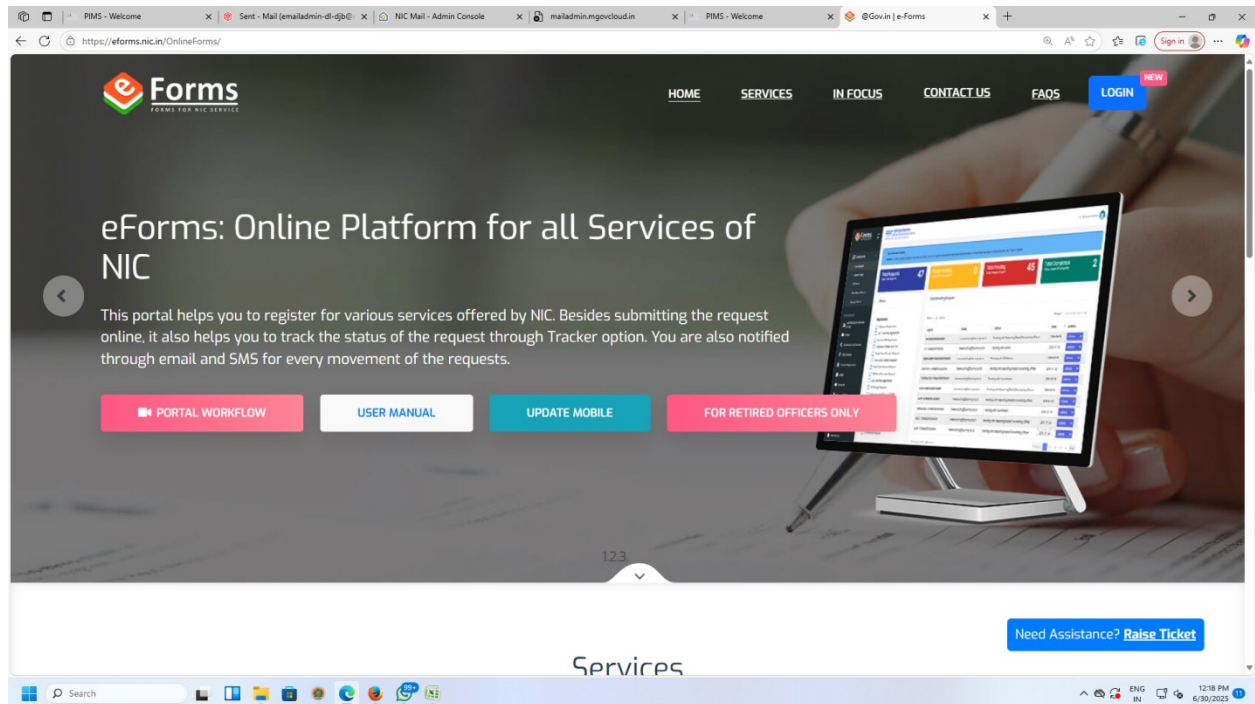 PIMS - Welcome
Sent - Mail (emailadmin-dl-djb@
NIC Mail - Admin Console
mailadmin.mgovcloud.in
PIMS - Welcome
@Gov.in | e-Forms
https://eforms.nic.in/OnlineForms/
Sign in
e Forms
FORMS FOR NIC SERVICE
HOME
SERVICES
IN FOCUS
CONTACT US
FAQS
LOGIN
NEW
eForms: Online Platform for all Services of
NIC
This portal helps you to register for various services offered by NIC. Besides submitting the request
online, it also helps you to track the status of the request through Tracker option. You are also notified
through email and SMS for every movement of the requests.
PORTAL WORKFLOW
USER MANUAL
UPDATE MOBILE
FOR RETIRED OFFICERS ONLY
eForms
47
0
45
2
1.2.3.
Need Assistance? Raise Ticket
Services
Search
99+
ENG
IN
12:18 PM
6/30/2025
11